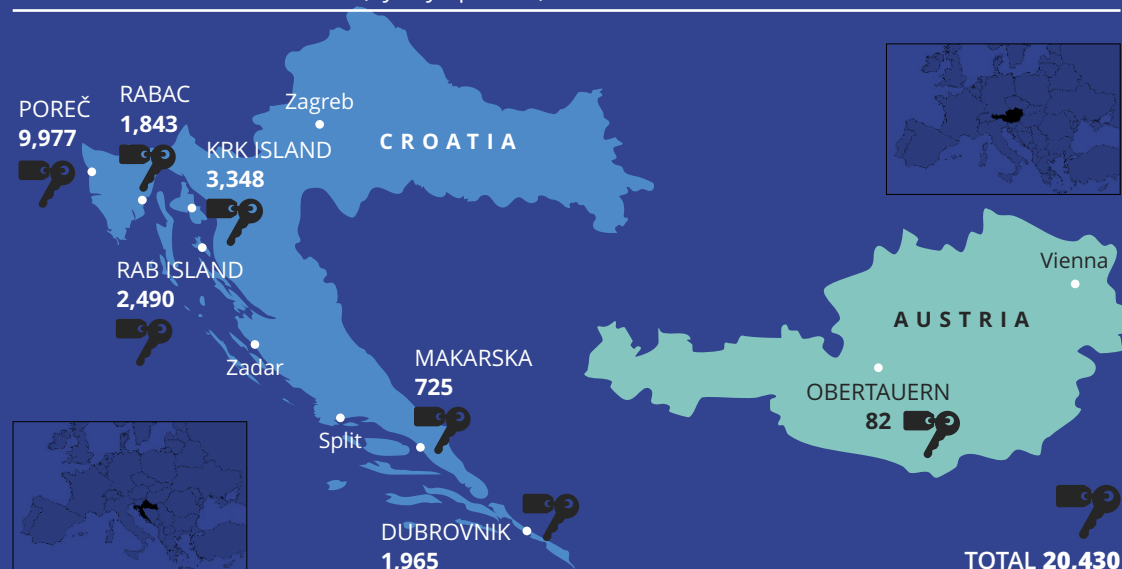 POREČ
9,977
RABAC
1,843
KRK ISLAND
3,348
Zagreb
CROATIA
RAB ISLAND
2,490
Zadar
Split
MAKARSKA
725
DUBROVNIK
1,965
Vienna
AUSTRIA
OBERTAUERN
82
TOTAL 20,430